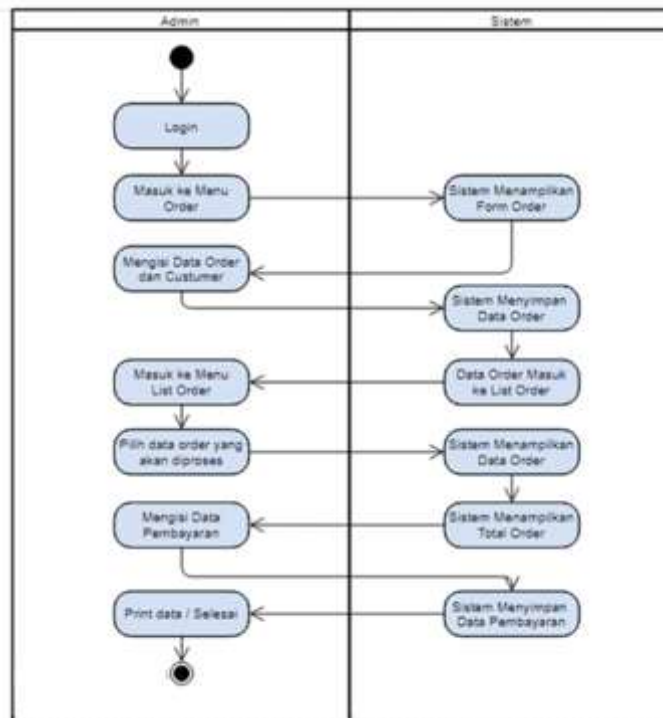 Admin
Sistem
Login
Masuk ke Menu
Order
Sistem Menampilkan
Form Order
Mengisi Data Order
dan Custumer
Sistem Menyimpan
Data Order
Masuk ke Menu
List Order
Data Order Masuk
ke List Order
Pilih data order yang
akan diproses
Sistem Menampilkan
Data Order
Mengisi Data
Pembayaran
Sistem Menampilkan
Total Order
Print data / Selesai
Sistem Menyimpan
Data Pembayaran